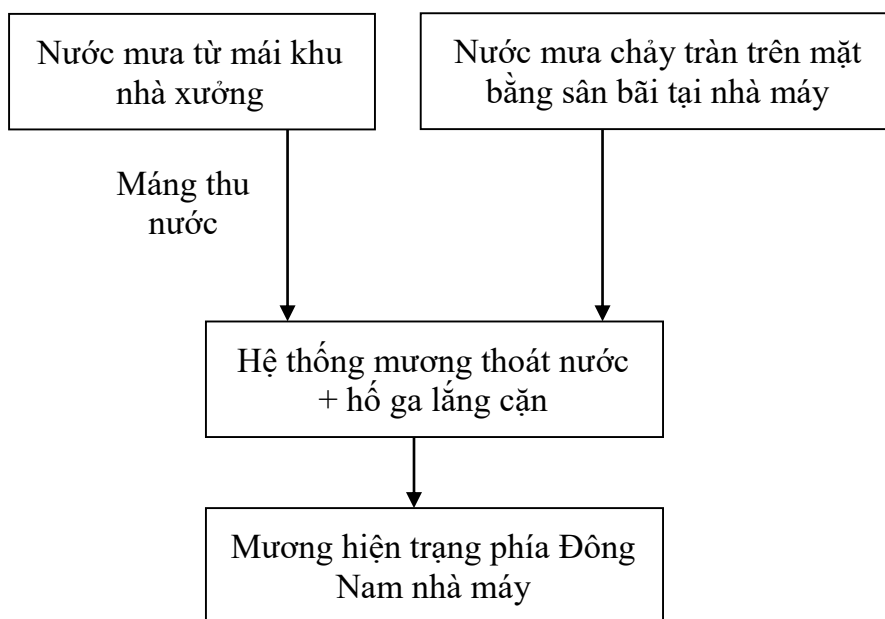 Nước mưa từ mái khu
nhà xưởng
Nước mưa chảy tràn trên mặt
bằng sân bãi tại nhà máy
Máng thu
nước
Hệ thống mương thoát nước
+ hố ga lắng cặn
Mương hiện trạng phía Đông
Nam nhà máy